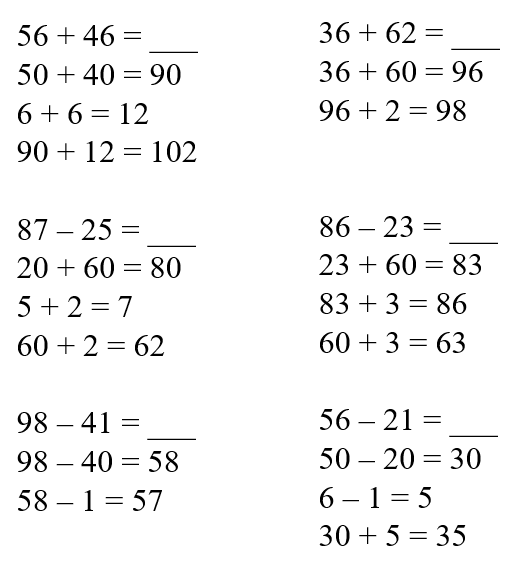 56 + 46 = ___
50 + 40 = 90
6 + 6 = 12
90 + 12 = 102
36 + 62 = ___
36 + 60 = 96
96 + 2 = 98
87 – 25 = ___
20 + 60 = 80
5 + 2 = 7
60 + 2 = 62
86 – 23 = ___
23 + 60 = 83
83 + 3 = 86
60 + 3 = 63
98 – 41 = ___
98 – 40 = 58
58 – 1 = 57
56 – 21 = ___
50 – 20 = 30
6 – 1 = 5
30 + 5 = 35